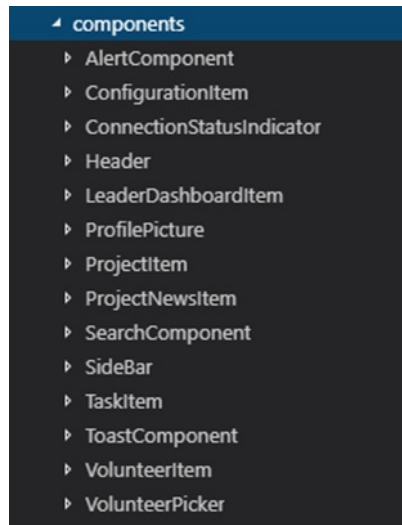 components
AlertComponent
ConfigurationItem
ConnectionStatusIndicator
Header
LeaderDashboardItem
ProfilePicture
ProjectItem
ProjectNewsItem
SearchComponent
SideBar
TaskItem
ToastComponent
VolunteerItem
VolunteerPicker